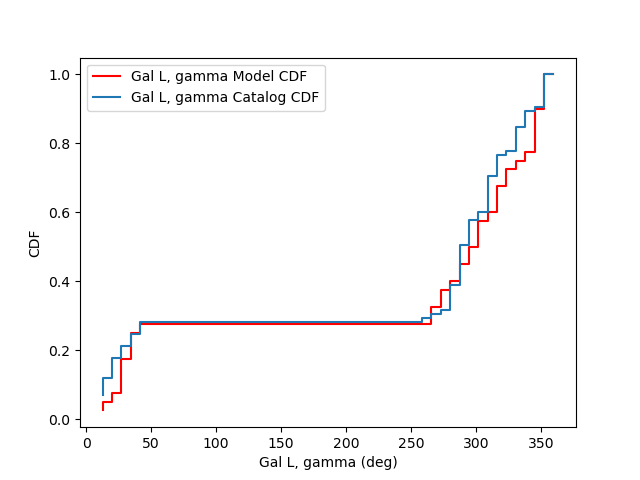 Gal L, gamma Model CDF
Gal L, gamma Catalog CDF
1.0
0.8
0.6
0.4
0.2
0.0
CDF
0 50 100 150 200 250 300 350
Gal L, gamma (deg)